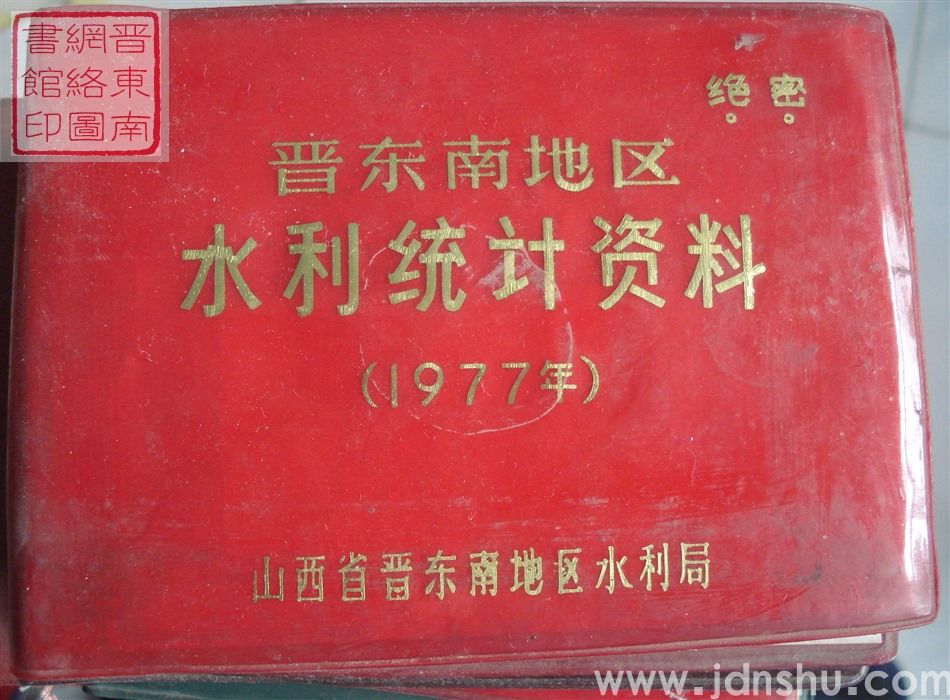 晋東南
網絡圖
書館印
绝密
晋东南地区
水利统计资料
(1977年)
山西省晋东南地区水利局
www.jdnshu.com